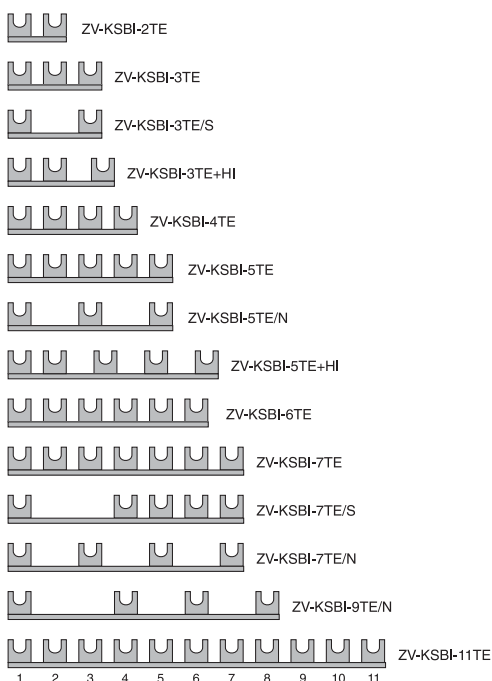 ZV-KSBI-2TE
ZV-KSBI-3TE
ZV-KSBI-3TE/S
ZV-KSBI-3TE+HI
ZV-KSBI-4TE
ZV-KSBI-5TE
ZV-KSBI-5TE/N
ZV-KSBI-5TE+HI
ZV-KSBI-6TE
ZV-KSBI-7TE
ZV-KSBI-7TE/S
ZV-KSBI-7TE/N
ZV-KSBI-9TE/N
ZV-KSBI-11TE
1 2 3 4 5 6 7 8 9 10 11